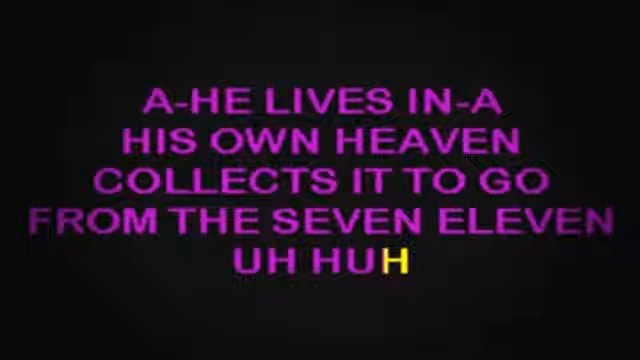 A-HE LIVES IN-A
HIS OWN HEAVEN
COLLECTS IT TO GO
FROM THE SEVEN ELEVEN
UH HUH